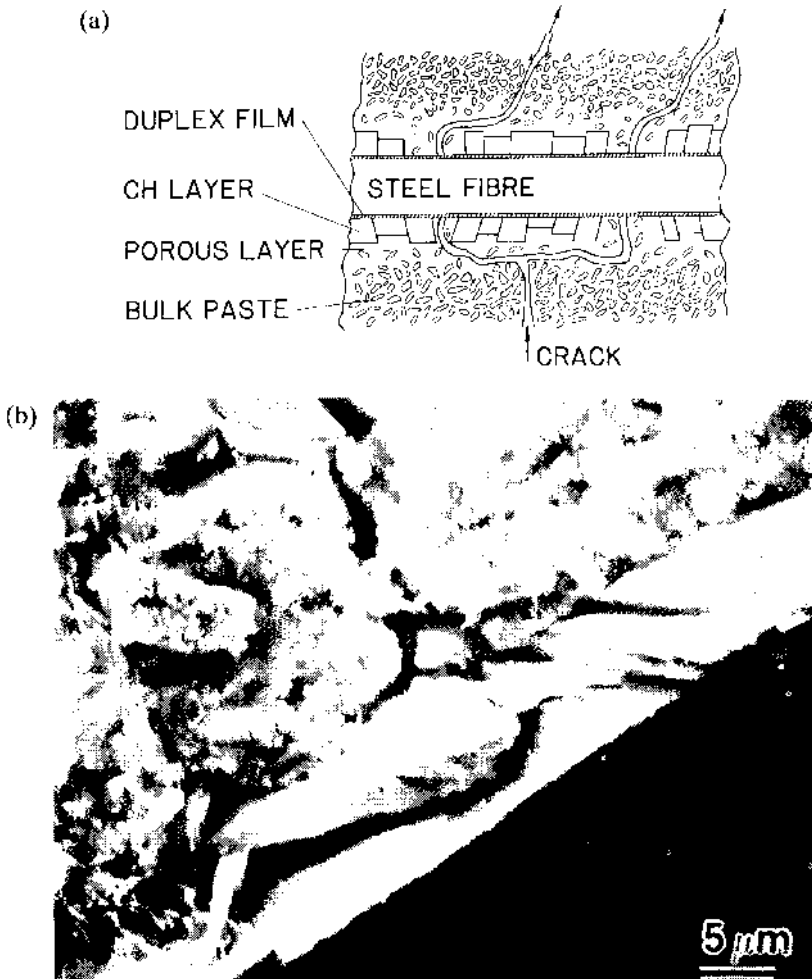 (a)
DUPLEX FILM
CH LAYER
STEEL FIBRE
POROUS LAYER
BULK PASTE
CRACK
(b)
5 μm